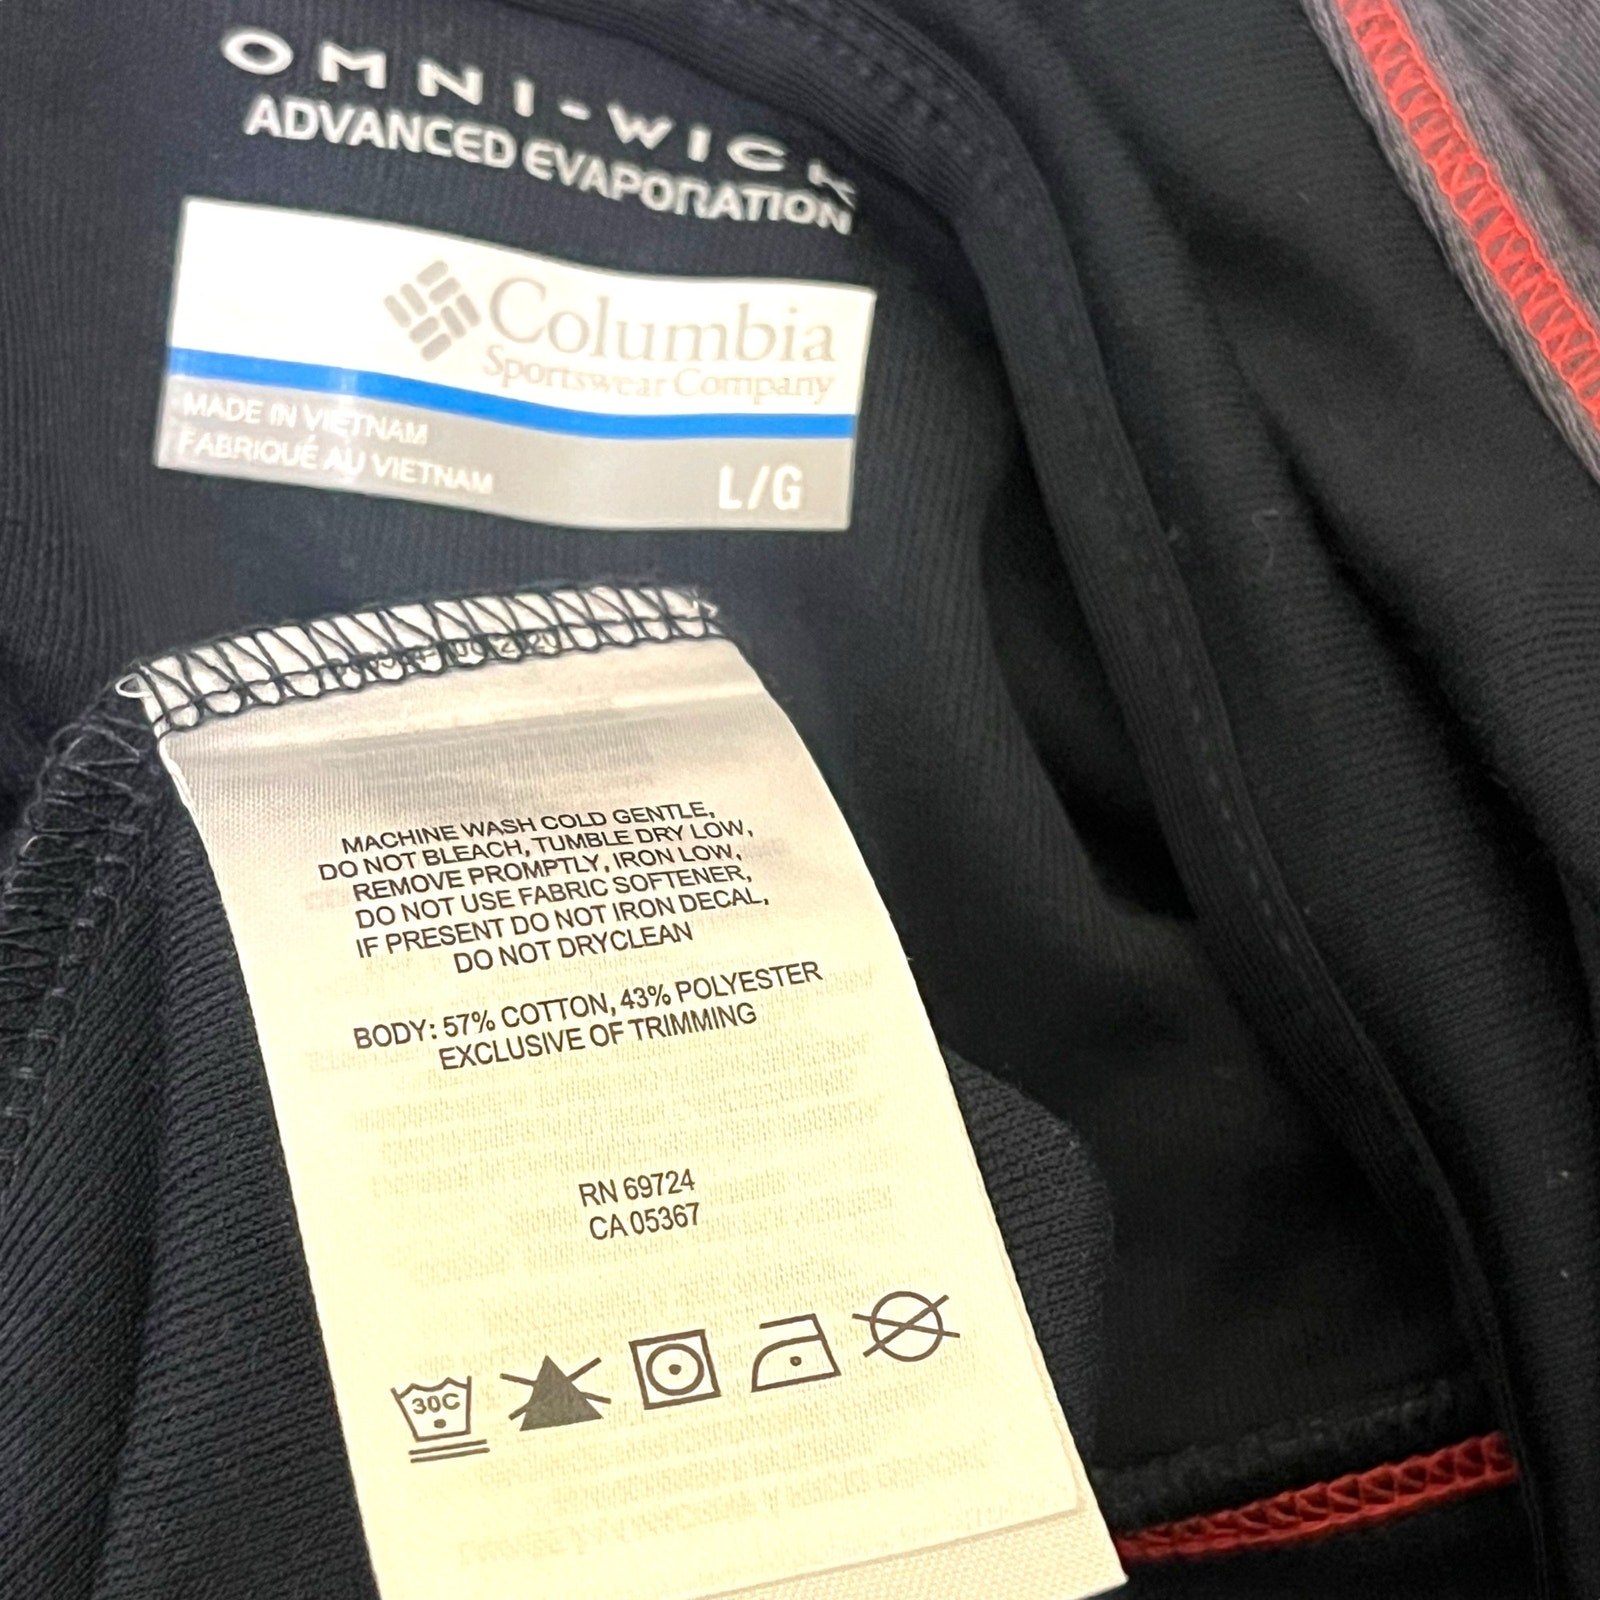 OMNI-WICK
ADVANCED EVAPORATION
Columbia
Sportswear Company
MADE IN VIETNAM
FABRIQUÉ AU VIETNAM
L/G
MACHINE WASH COLD GENTLE,
DO NOT BLEACH, TUMBLE DRY LOW,
REMOVE PROMPTLY, IRON LOW,
DO NOT USE FABRIC SOFTENER,
IF PRESENT DO NOT IRON DECAL,
DO NOT DRYCLEAN
BODY: 57% COTTON, 43% POLYESTER
EXCLUSIVE OF TRIMMING
RN 69724
CA 05367
30C